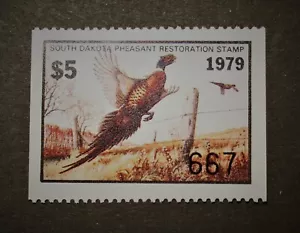 SOUTH DAKOTA PHEASANT RESTORATION STAMP
$5 1979
667